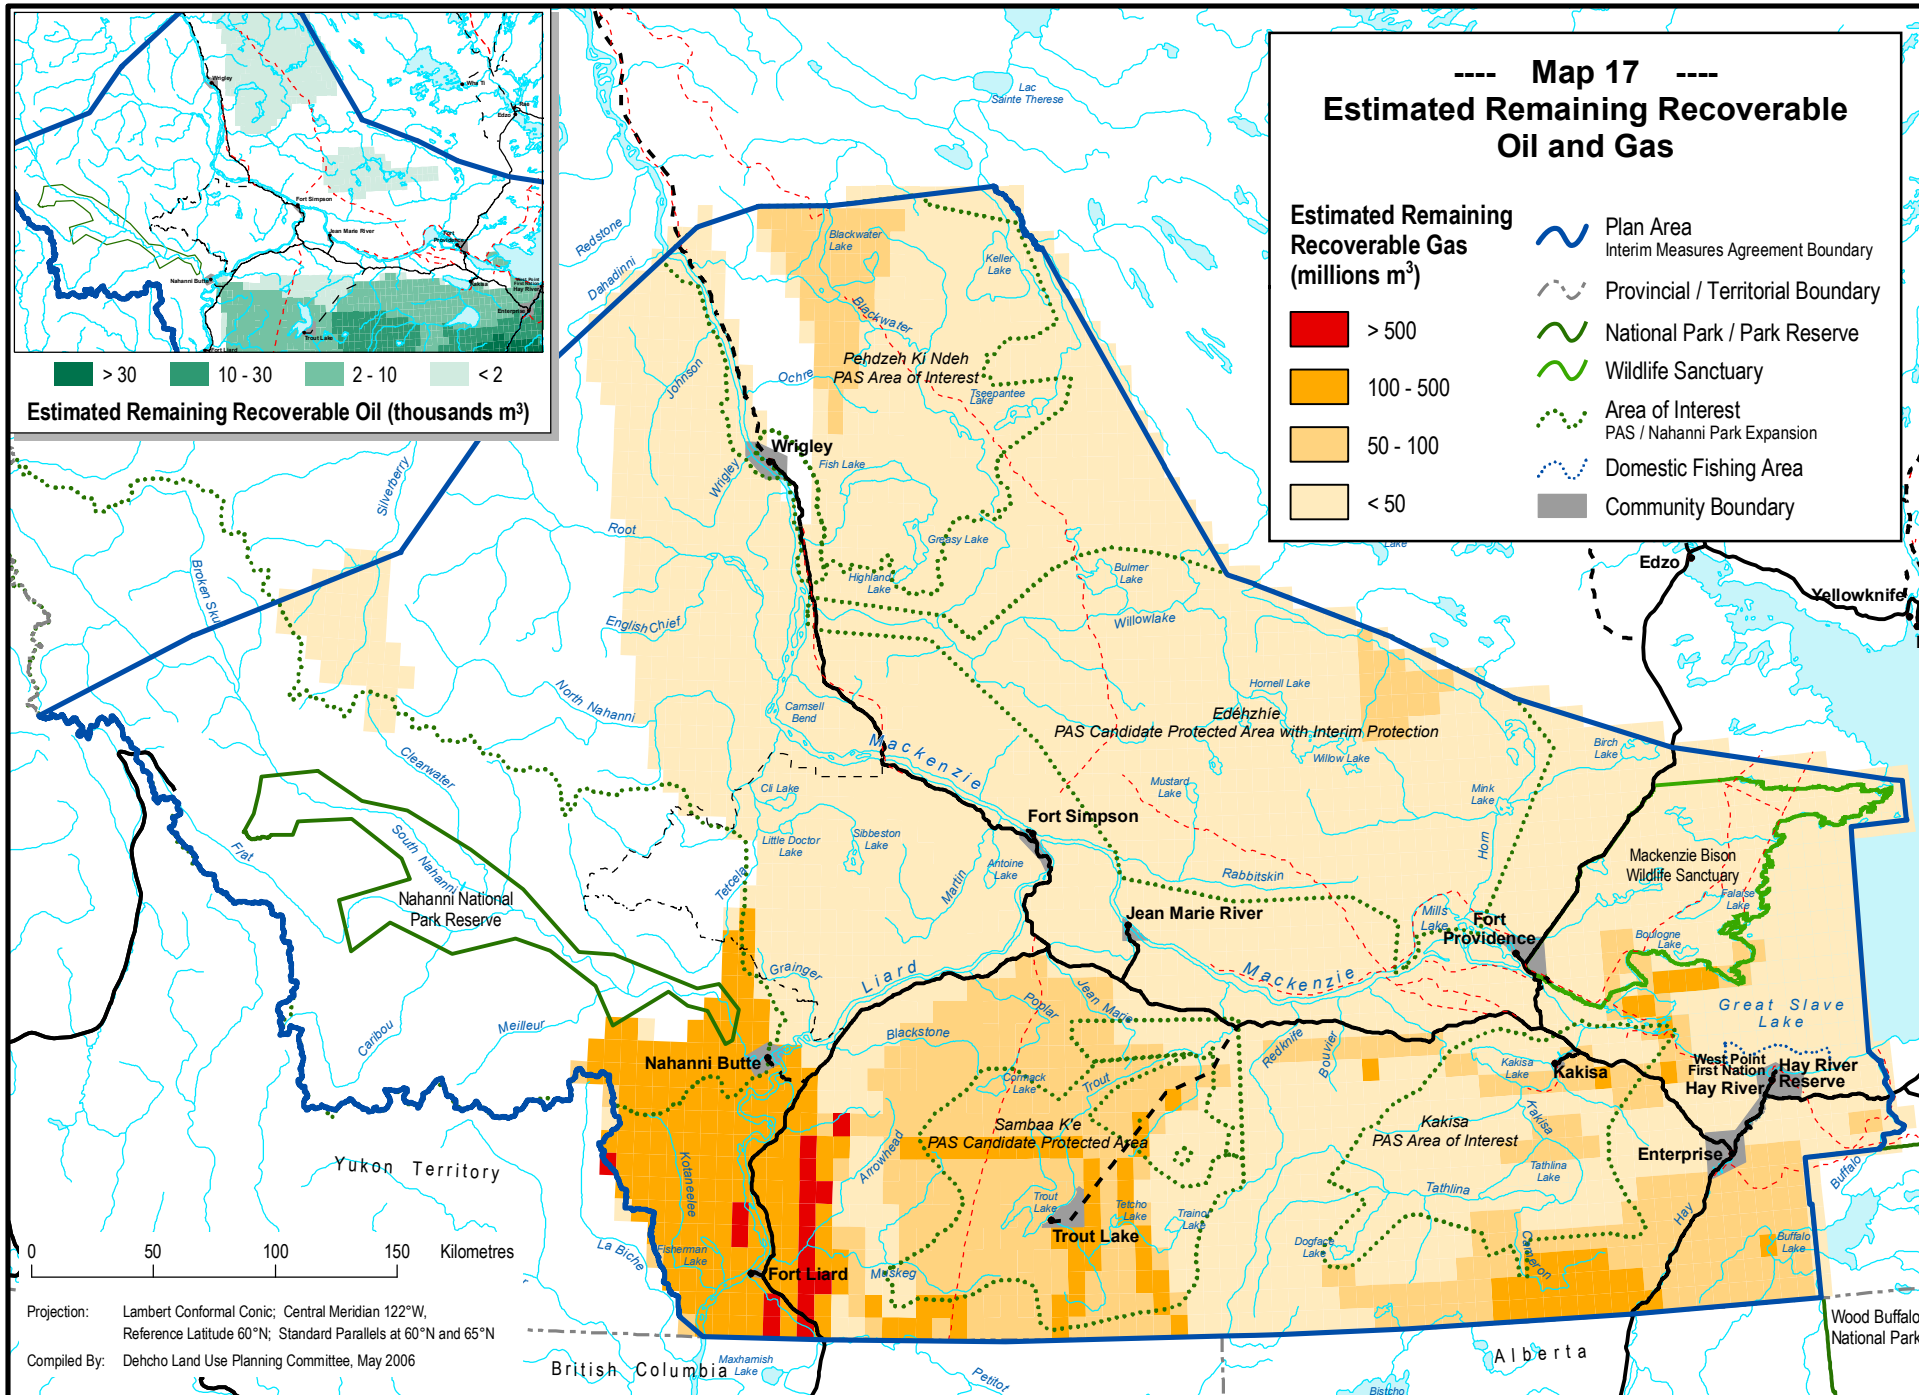 ---- Map 17 ----
Estimated Remaining Recoverable
Oil and Gas
Estimated Remaining
Recoverable Gas
(millions m³)
> 500
100 - 500
50 - 100
< 50
Plan Area
Interim Measures Agreement Boundary
Provincial / Territorial Boundary
National Park / Park Reserve
Wildlife Sanctuary
Area of Interest
PAS / Nahanni Park Expansion
Domestic Fishing Area
Community Boundary
Wrigley
Wha Ti
Rae
Edzo
Fort Simpson
Jean Marie River
Fort
Providence
Nahanni Butte
Kakisa
West Point
First Nation
Hay River
Enterprise
Trout Lake
Fort Liard
> 30
10 - 30
2 - 10
< 2
Estimated Remaining Recoverable Oil (thousands m³)
Lac
Sainte Therese
Redstone
Dahadinni
Blackwater
Lake
Keller
Lake
Blackwater
Johnson
Ochre
Pehdzeh Ki Ndeh
PAS Area of Interest
Tseepantee
Lake
Wrigley
Wrigley
Fish Lake
Silverberry
Root
Greasy Lake
Highland
Lake
Bulmer
Lake
Lake
Edzo
Yellowknife
Broken Skull
English Chief
Willowlake
North Nahanni
Camsell
Bend
Hornell Lake
Edéhzhíe
PAS Candidate Protected Area with Interim Protection
Willow Lake
Birch
Lake
Mackenzie
Clearwater
Cli Lake
Mustard
Lake
Mink
Lake
Fort Simpson
Little Doctor
Lake
Sibbeston
Lake
Antoine
Lake
Martin
Rabbitskin
Horn
Mackenzie Bison
Wildlife Sanctuary
Falaise
Lake
Flat
South Nahanni
Nahanni National
Park Reserve
Tetcela
Jean Marie River
Mills
Lake
Fort
Providence
Boulogne
Lake
Grainger
Liard
Mackenzie
Great Slave
Lake
Poplar
Jean Marie
Caribou
Meilleur
Blackstone
Redknife
Bouvier
Nahanni Butte
Cormack
Lake
Trout
Kakisa
Lake
Kakisa
West Point
First Nation
Hay River
Hay River
Reserve
Sambaa K'e
PAS Candidate Protected Area
Kakisa
PAS Area of Interest
Kakisa
Enterprise
Yukon Territory
Kotaneelee
Arrowhead
Tathlina
Lake
Tathlina
Buffalo
Trout
Lake
Tetcho
Lake
Trainor
Lake
Trout Lake
Hay
La Biche
Fisherman
Lake
Fort Liard
Muskeg
Dogface
Lake
Cameron
Buffalo
Lake
0 50 100 150 Kilometres
Projection: Lambert Conformal Conic; Central Meridian 122°W,
Reference Latitude 60°N; Standard Parallels at 60°N and 65°N
Compiled By: Dehcho Land Use Planning Committee, May 2006
British Columbia
Maxhamish
Lake
Petitot
Alberta
Bistcho
Wood Buffalo
National Park